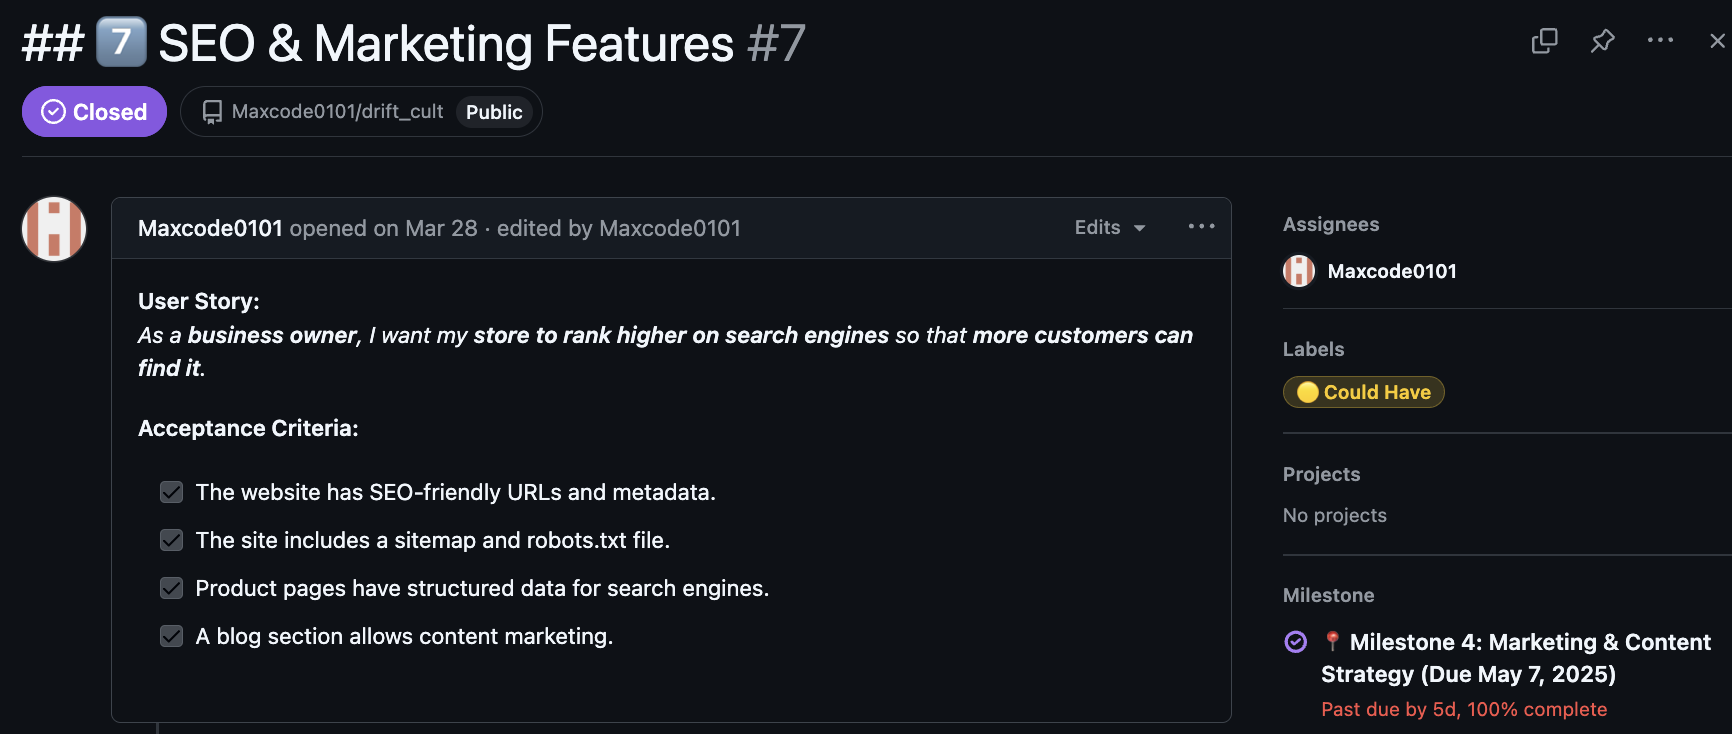 ## 7️⃣ SEO & Marketing Features #7
Closed
Maxcode0101/drift_cult Public
Maxcode0101 opened on Mar 28 · edited by Maxcode0101
Edits
User Story:
As a business owner, I want my store to rank higher on search engines so that more customers can
find it.
Acceptance Criteria:
The website has SEO-friendly URLs and metadata.
The site includes a sitemap and robots.txt file.
Product pages have structured data for search engines.
A blog section allows content marketing.
Assignees
Maxcode0101
Labels
Could Have
Projects
No projects
Milestone
Milestone 4: Marketing & Content
Strategy (Due May 7, 2025)
Past due by 5d, 100% complete